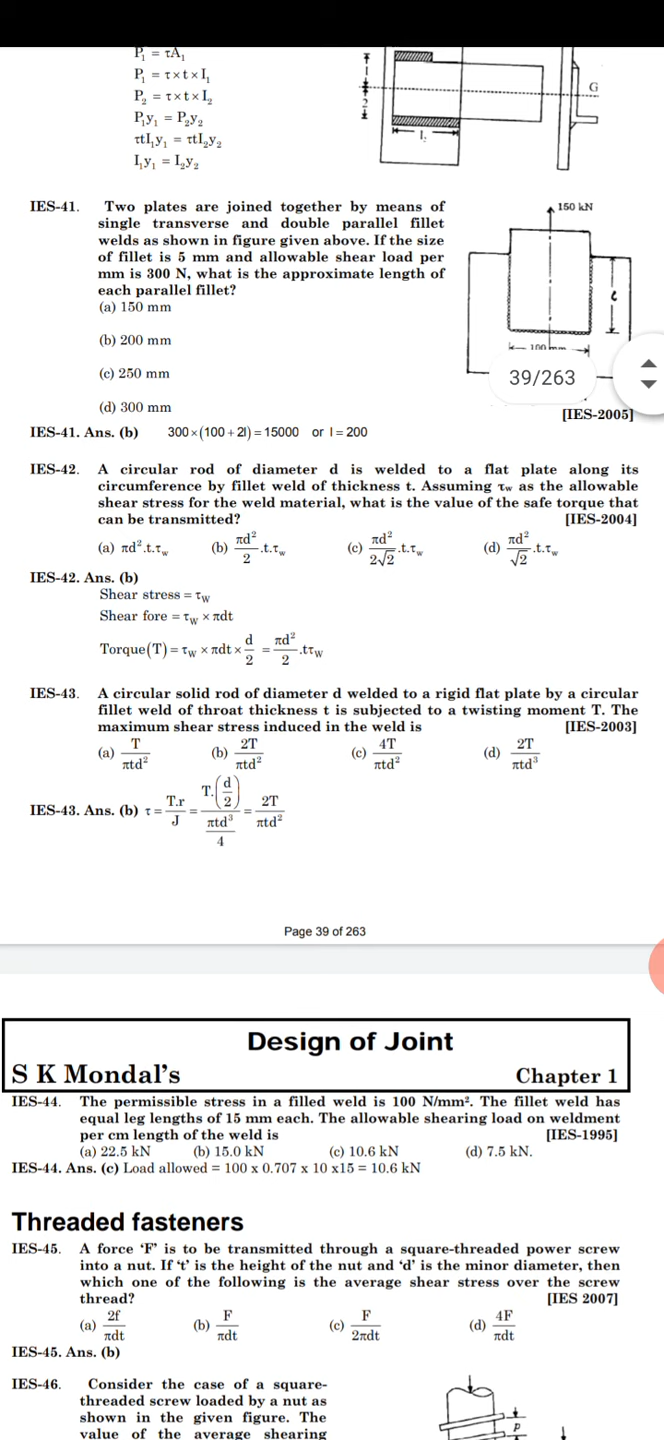 P₁ = τA₁
P₁ = τ×t×I₁
P₂ = τ×t×I₂
P₁y₁ = P₂y₂
τtI₁y₁ = τtI₂y₂
I₁y₁ = I₂y₂
G
IES-41. Two plates are joined together by means of
single transverse and double parallel fillet
welds as shown in figure given above. If the size
of fillet is 5 mm and allowable shear load per
mm is 300 N, what is the approximate length of
each parallel fillet?
(a) 150 mm
(b) 200 mm
(c) 250 mm
(d) 300 mm
150 kN
100 mm
39/263
[IES-2005]
IES-41. Ans. (b) 300×(100+2l)=15000 or l=200
IES-42. A circular rod of diameter d is welded to a flat plate along its
circumference by fillet weld of thickness t. Assuming τw as the allowable
shear stress for the weld material, what is the value of the safe torque that
can be transmitted? [IES-2004]
(a) πd².t.τw (b) πd²/2 .t.τw (c) πd²/2√2 .t.τw (d) πd²/√2 .t.τw
IES-42. Ans. (b)
Shear stress = τW
Shear fore = τW × πdt
Torque(T) = τW × πdt × d/2 = πd²/2 .tτW
IES-43. A circular solid rod of diameter d welded to a rigid flat plate by a circular
fillet weld of throat thickness t is subjected to a twisting moment T. The
maximum shear stress induced in the weld is [IES-2003]
(a) T/πtd² (b) 2T/πtd² (c) 4T/πtd² (d) 2T/πtd³
IES-43. Ans. (b) τ = T.r/J = T.(d/2)/(πtd³/4) = 2T/πtd²
Page 39 of 263
Design of Joint
S K Mondal's Chapter 1
IES-44. The permissible stress in a filled weld is 100 N/mm². The fillet weld has
equal leg lengths of 15 mm each. The allowable shearing load on weldment
per cm length of the weld is [IES-1995]
(a) 22.5 kN (b) 15.0 kN (c) 10.6 kN (d) 7.5 kN.
IES-44. Ans. (c) Load allowed = 100 x 0.707 x 10 x15 = 10.6 kN
Threaded fasteners
IES-45. A force 'F' is to be transmitted through a square-threaded power screw
into a nut. If 't' is the height of the nut and 'd' is the minor diameter, then
which one of the following is the average shear stress over the screw
thread? [IES 2007]
(a) 2f/πdt (b) F/πdt (c) F/2πdt (d) 4F/πdt
IES-45. Ans. (b)
IES-46. Consider the case of a square-
threaded screw loaded by a nut as
shown in the given figure. The
value of the average shearing
p